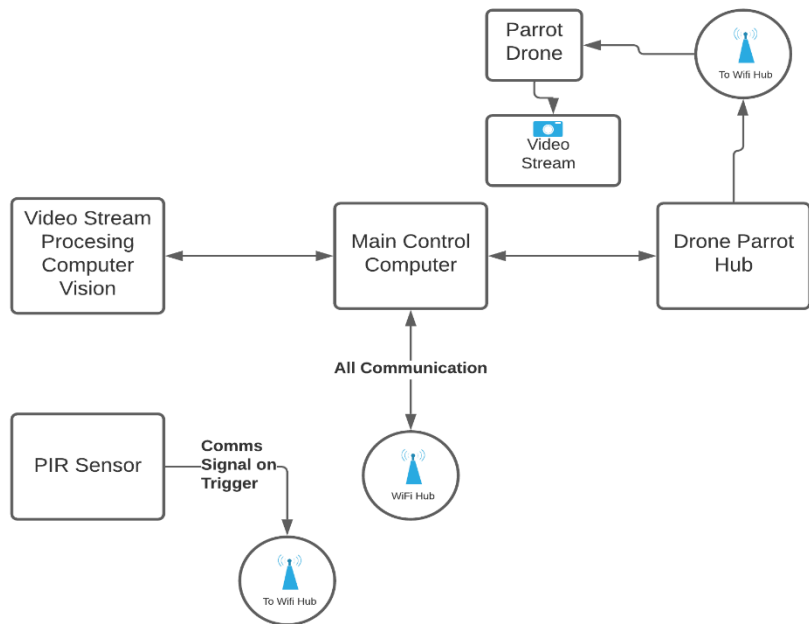 Parrot
Drone
To Wifi Hub
Video
Stream
Video Stream
Procesing
Computer
Vision
Main Control
Computer
Drone Parrot
Hub
All Communication
PIR Sensor
Comms
Signal on
Trigger
WiFi Hub
To Wifi Hub